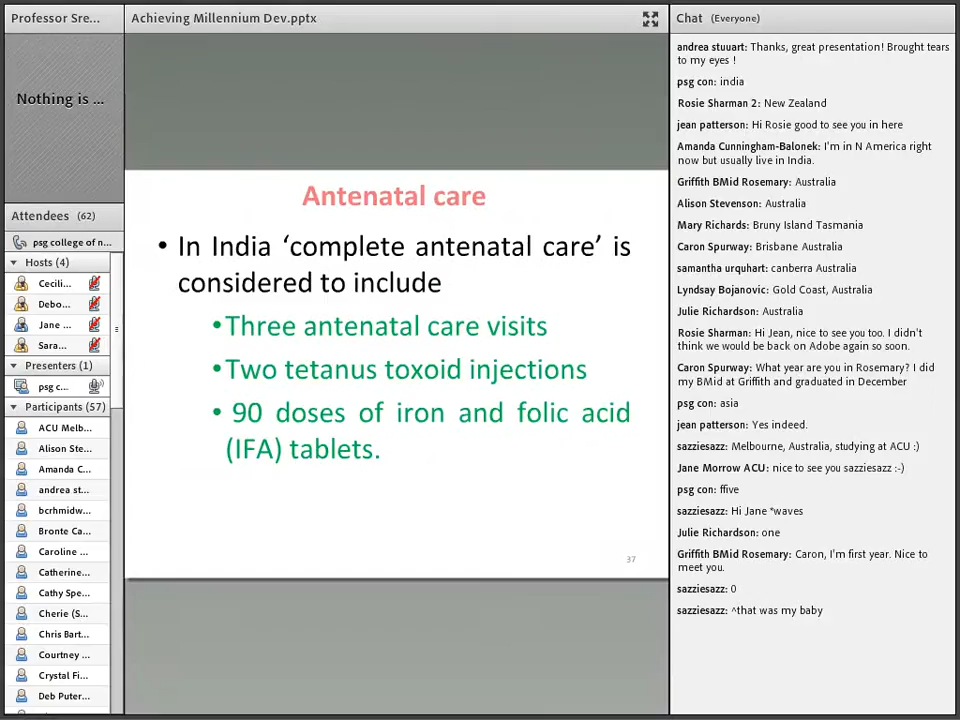 Professor Sre...
Nothing is ...
Attendees (62)
psg college of n...
Hosts (4)
Cecili...
Debo...
Jane ...
Sara...
Presenters (1)
psg c...
Participants (57)
ACU Melb...
Alison Ste...
Amanda C...
andrea st...
bcrhmidw...
Bronte Ca...
Caroline ...
Catherine...
Cathy Spe...
Cherie (S...
Chris Bart...
Courtney ...
Crystal Fi...
Deb Puter...
Achieving Millennium Dev.pptx
Antenatal care
• In India ‘complete antenatal care’ is
considered to include
•Three antenatal care visits
•Two tetanus toxoid injections
• 90 doses of iron and folic acid
(IFA) tablets.
37
Chat (Everyone)
andrea stuuart: Thanks, great presentation! Brought tears
to my eyes !
psg con: india
Rosie Sharman 2: New Zealand
jean patterson: Hi Rosie good to see you in here
Amanda Cunningham-Balonek: I'm in N America right
now but usually live in India.
Griffith BMid Rosemary: Australia
Alison Stevenson: Australia
Mary Richards: Bruny Island Tasmania
Caron Spurway: Brisbane Australia
samantha urquhart: canberra Australia
Lyndsay Bojanovic: Gold Coast, Australia
Julie Richardson: Australia
Rosie Sharman: Hi Jean, nice to see you too. I didn't
think we would be back on Adobe again so soon.
Caron Spurway: What year are you in Rosemary? I did
my BMid at Griffith and graduated in December
psg con: asia
jean patterson: Yes indeed.
sazziesazz: Melbourne, Australia, studying at ACU :)
Jane Morrow ACU: nice to see you sazziesazz :-)
psg con: ffive
sazziesazz: Hi Jane *waves
Julie Richardson: one
Griffith BMid Rosemary: Caron, I'm first year. Nice to
meet you.
sazziesazz: 0
sazziesazz: ^that was my baby